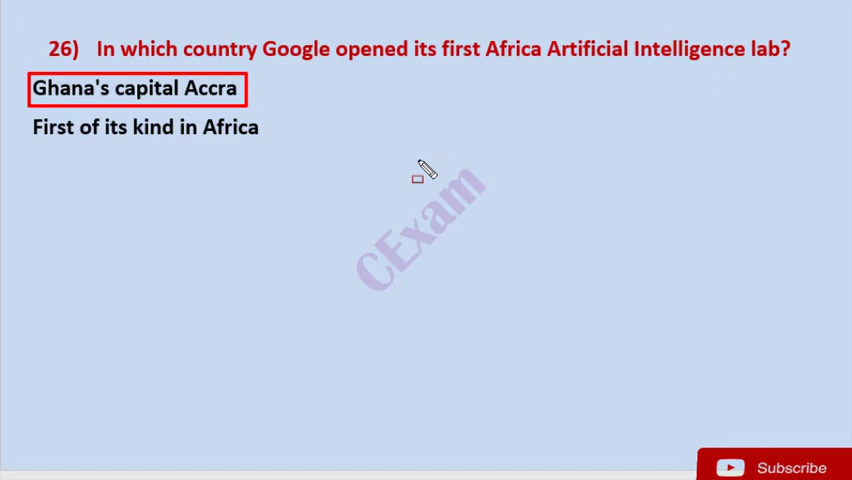 26) In which country Google opened its first Africa Artificial Intelligence lab?
Ghana's capital Accra
First of its kind in Africa
CExam
Subscribe